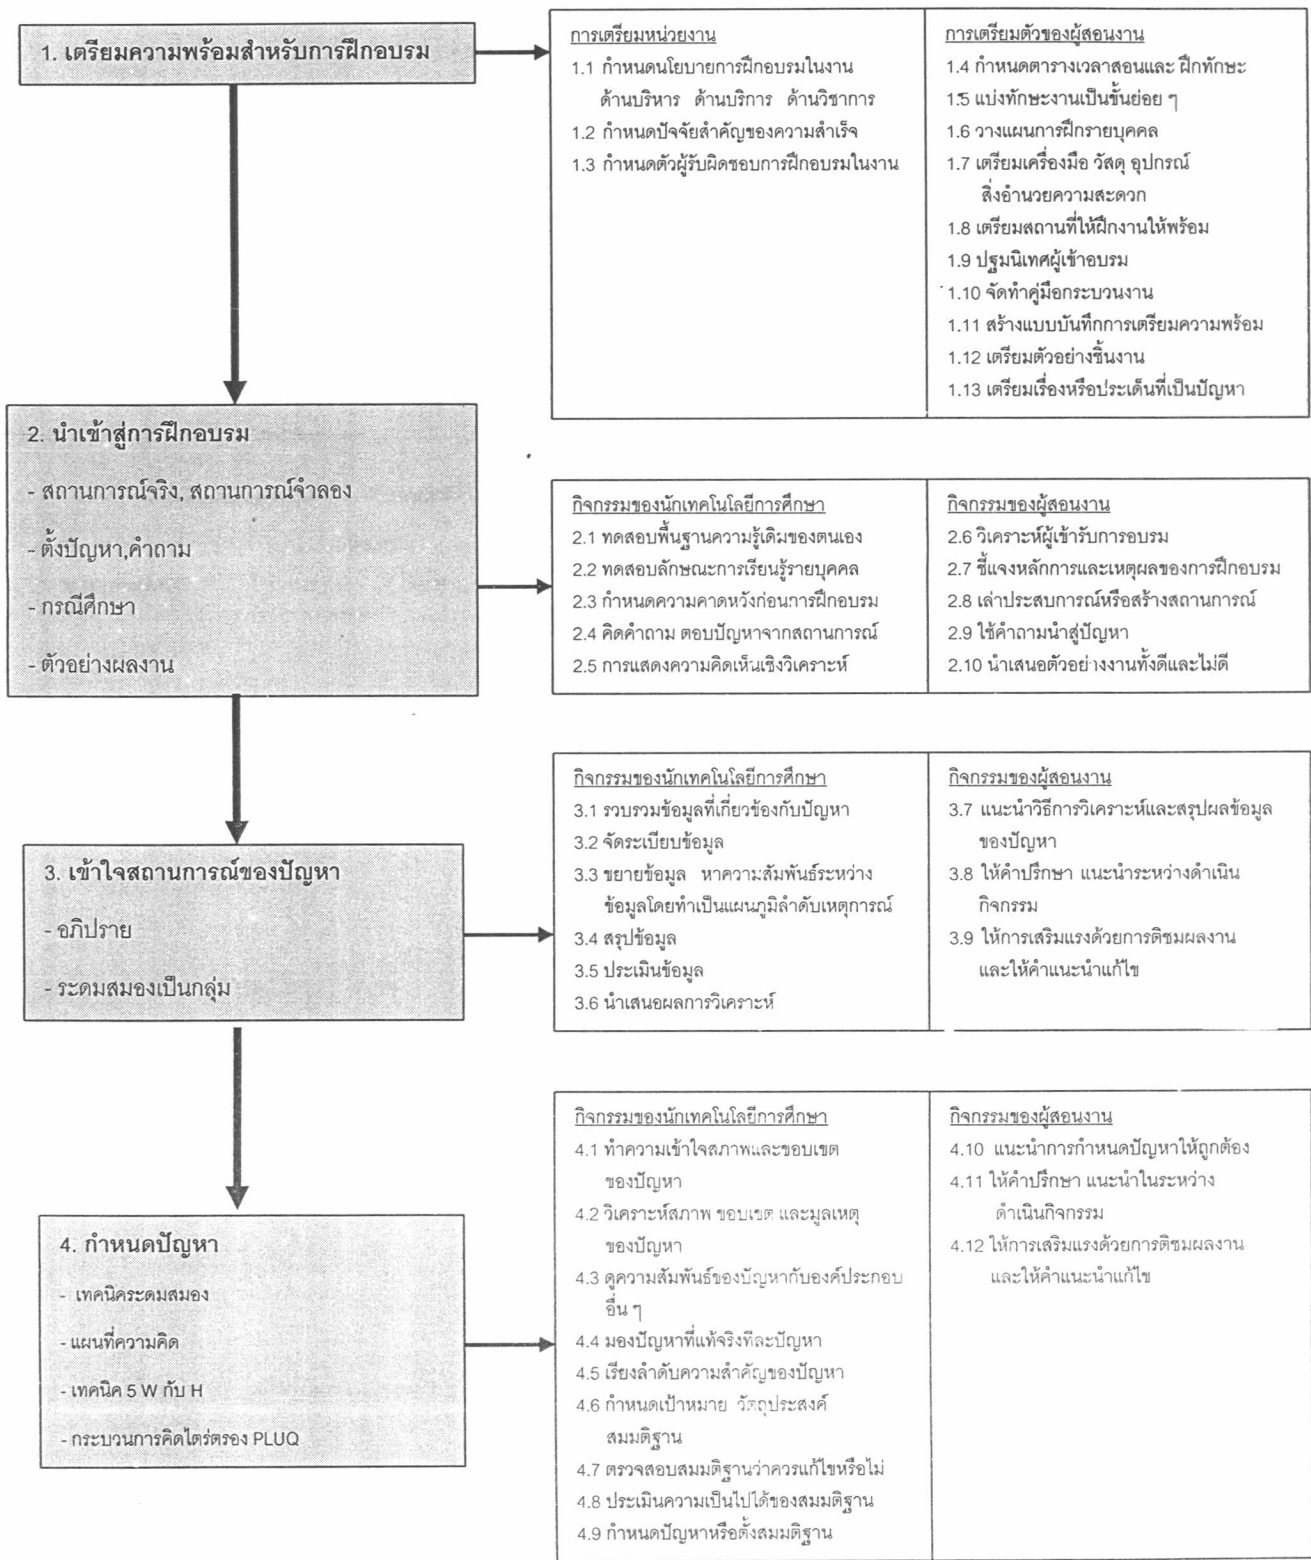 1. เตรียมความพร้อมสำหรับการฝึกอบรม
การเตรียมหน่วยงาน
1.1 กำหนดนโยบายการฝึกอบรมในงาน
ด้านบริหาร ด้านบริการ ด้านวิชาการ
1.2 กำหนดปัจจัยสำคัญของความสำเร็จ
1.3 กำหนดตัวผู้รับผิดชอบการฝึกอบรมในงาน
การเตรียมตัวของผู้สอนงาน
1.4 กำหนดตารางเวลาสอนและ ฝึกทักษะ
1.5 แบ่งทักษะงานเป็นขั้นย่อย ๆ
1.6 วางแผนการฝึกรายบุคคล
1.7 เตรียมเครื่องมือ วัสดุ อุปกรณ์
สิ่งอำนวยความสะดวก
1.8 เตรียมสถานที่ให้ฝึกงานให้พร้อม
1.9 ปฐมนิเทศผู้เข้าอบรม
1.10 จัดทำคู่มือกระบวนงาน
1.11 สร้างแบบบันทึกการเตรียมความพร้อม
1.12 เตรียมตัวอย่างชิ้นงาน
1.13 เตรียมเรื่องหรือประเด็นที่เป็นปัญหา
2. นำเข้าสู่การฝึกอบรม
- สถานการณ์จริง, สถานการณ์จำลอง
- ตั้งปัญหา,คำถาม
- กรณีศึกษา
- ตัวอย่างผลงาน
กิจกรรมของนักเทคโนโลยีการศึกษา
2.1 ทดสอบพื้นฐานความรู้เดิมของตนเอง
2.2 ทดสอบลักษณะการเรียนรู้รายบุคคล
2.3 กำหนดความคาดหวังก่อนการฝึกอบรม
2.4 คิดคำถาม ตอบปัญหาจากสถานการณ์
2.5 การแสดงความคิดเห็นเชิงวิเคราะห์
กิจกรรมของผู้สอนงาน
2.6 วิเคราะห์ผู้เข้ารับการอบรม
2.7 ชี้แจงหลักการและเหตุผลของการฝึกอบรม
2.8 เล่าประสบการณ์หรือสร้างสถานการณ์
2.9 ใช้คำถามนำสู่ปัญหา
2.10 นำเสนอตัวอย่างงานทั้งดีและไม่ดี
3. เข้าใจสถานการณ์ของปัญหา
- อภิปราย
- ระดมสมองเป็นกลุ่ม
กิจกรรมของนักเทคโนโลยีการศึกษา
3.1 รวบรวมข้อมูลที่เกี่ยวข้องกับปัญหา
3.2 จัดระเบียบข้อมูล
3.3 ขยายข้อมูล หาความสัมพันธ์ระหว่าง
ข้อมูลโดยทำเป็นแผนภูมิลำดับเหตุการณ์
3.4 สรุปข้อมูล
3.5 ประเมินข้อมูล
3.6 นำเสนอผลการวิเคราะห์
กิจกรรมของผู้สอนงาน
3.7 แนะนำวิธีการวิเคราะห์และสรุปผลข้อมูล
ของปัญหา
3.8 ให้คำปรึกษา แนะนำระหว่างดำเนิน
กิจกรรม
3.9 ให้การเสริมแรงด้วยการติชมผลงาน
และให้คำแนะนำแก้ไข
4. กำหนดปัญหา
- เทคนิคระดมสมอง
- แผนที่ความคิด
- เทคนิค 5 W กับ H
- กระบวนการคิดไตร่ตรอง PLUQ
กิจกรรมของนักเทคโนโลยีการศึกษา
4.1 ทำความเข้าใจสภาพและขอบเขต
ของปัญหา
4.2 วิเคราะห์สภาพ ขอบเขต และมูลเหตุ
ของปัญหา
4.3 ดูความสัมพันธ์ของปัญหากับองค์ประกอบ
อื่น ๆ
4.4 มองปัญหาที่แท้จริงทีละปัญหา
4.5 เรียงลำดับความสำคัญของปัญหา
4.6 กำหนดเป้าหมาย วัตถุประสงค์
สมมติฐาน
4.7 ตรวจสอบสมมติฐานว่าควรแก้ไขหรือไม่
4.8 ประเมินความเป็นไปได้ของสมมติฐาน
4.9 กำหนดปัญหาหรือตั้งสมมติฐาน
กิจกรรมของผู้สอนงาน
4.10 แนะนำการกำหนดปัญหาให้ถูกต้อง
4.11 ให้คำปรึกษา แนะนำในระหว่าง
ดำเนินกิจกรรม
4.12 ให้การเสริมแรงด้วยการติชมผลงาน
และให้คำแนะนำแก้ไข